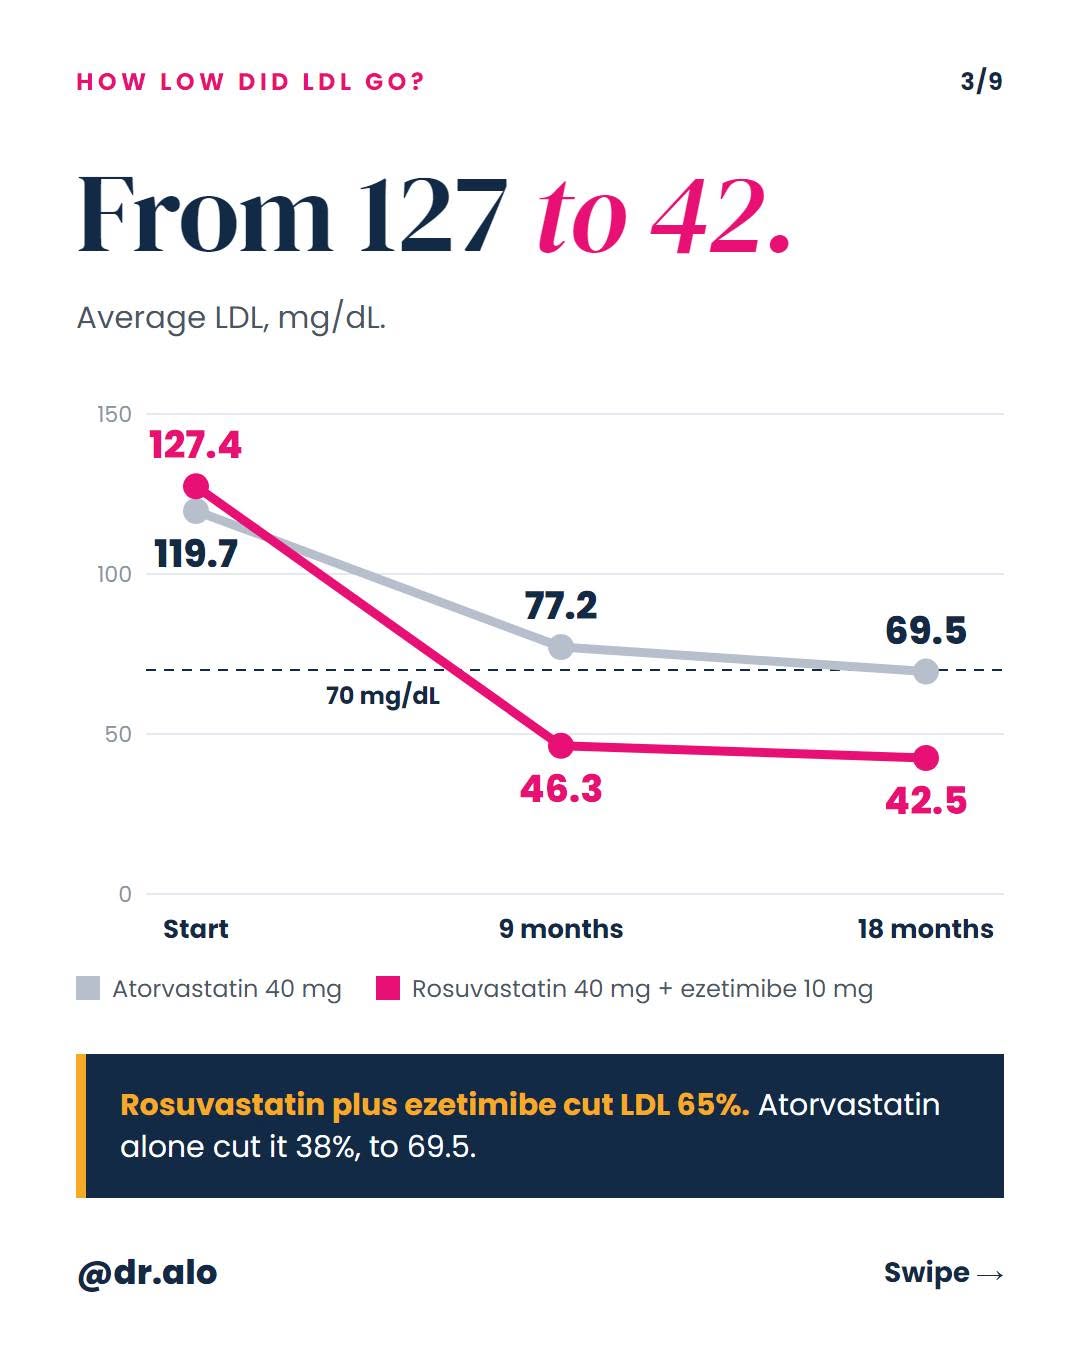 HOW LOW DID LDL GO?
3/9
From 127 to 42.
Average LDL, mg/dL.
150
127.4
119.7
100
77.2
69.5
70 mg/dL
50
46.3
42.5
0
Start
9 months
18 months
Atorvastatin 40 mg
Rosuvastatin 40 mg + ezetimibe 10 mg
Rosuvastatin plus ezetimibe cut LDL 65%. Atorvastatin
alone cut it 38%, to 69.5.
@dr.alo
Swipe →